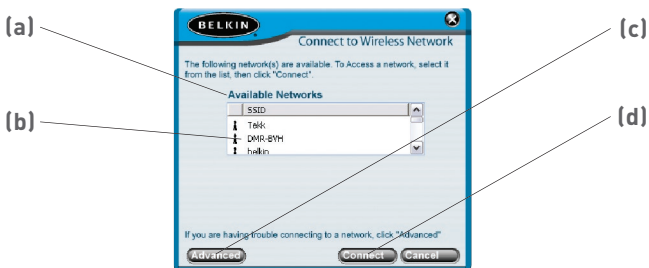 BELKIN
Connect to Wireless Network
The following network(s) are available. To Access a network, select it
from the list, then click "Connect".
Available Networks
SSID
Tekk
DMR-BVH
belkin
If you are having trouble connecting to a network, click "Advanced"
Advanced
Connect
Cancel
(a)
(b)
(c)
(d)